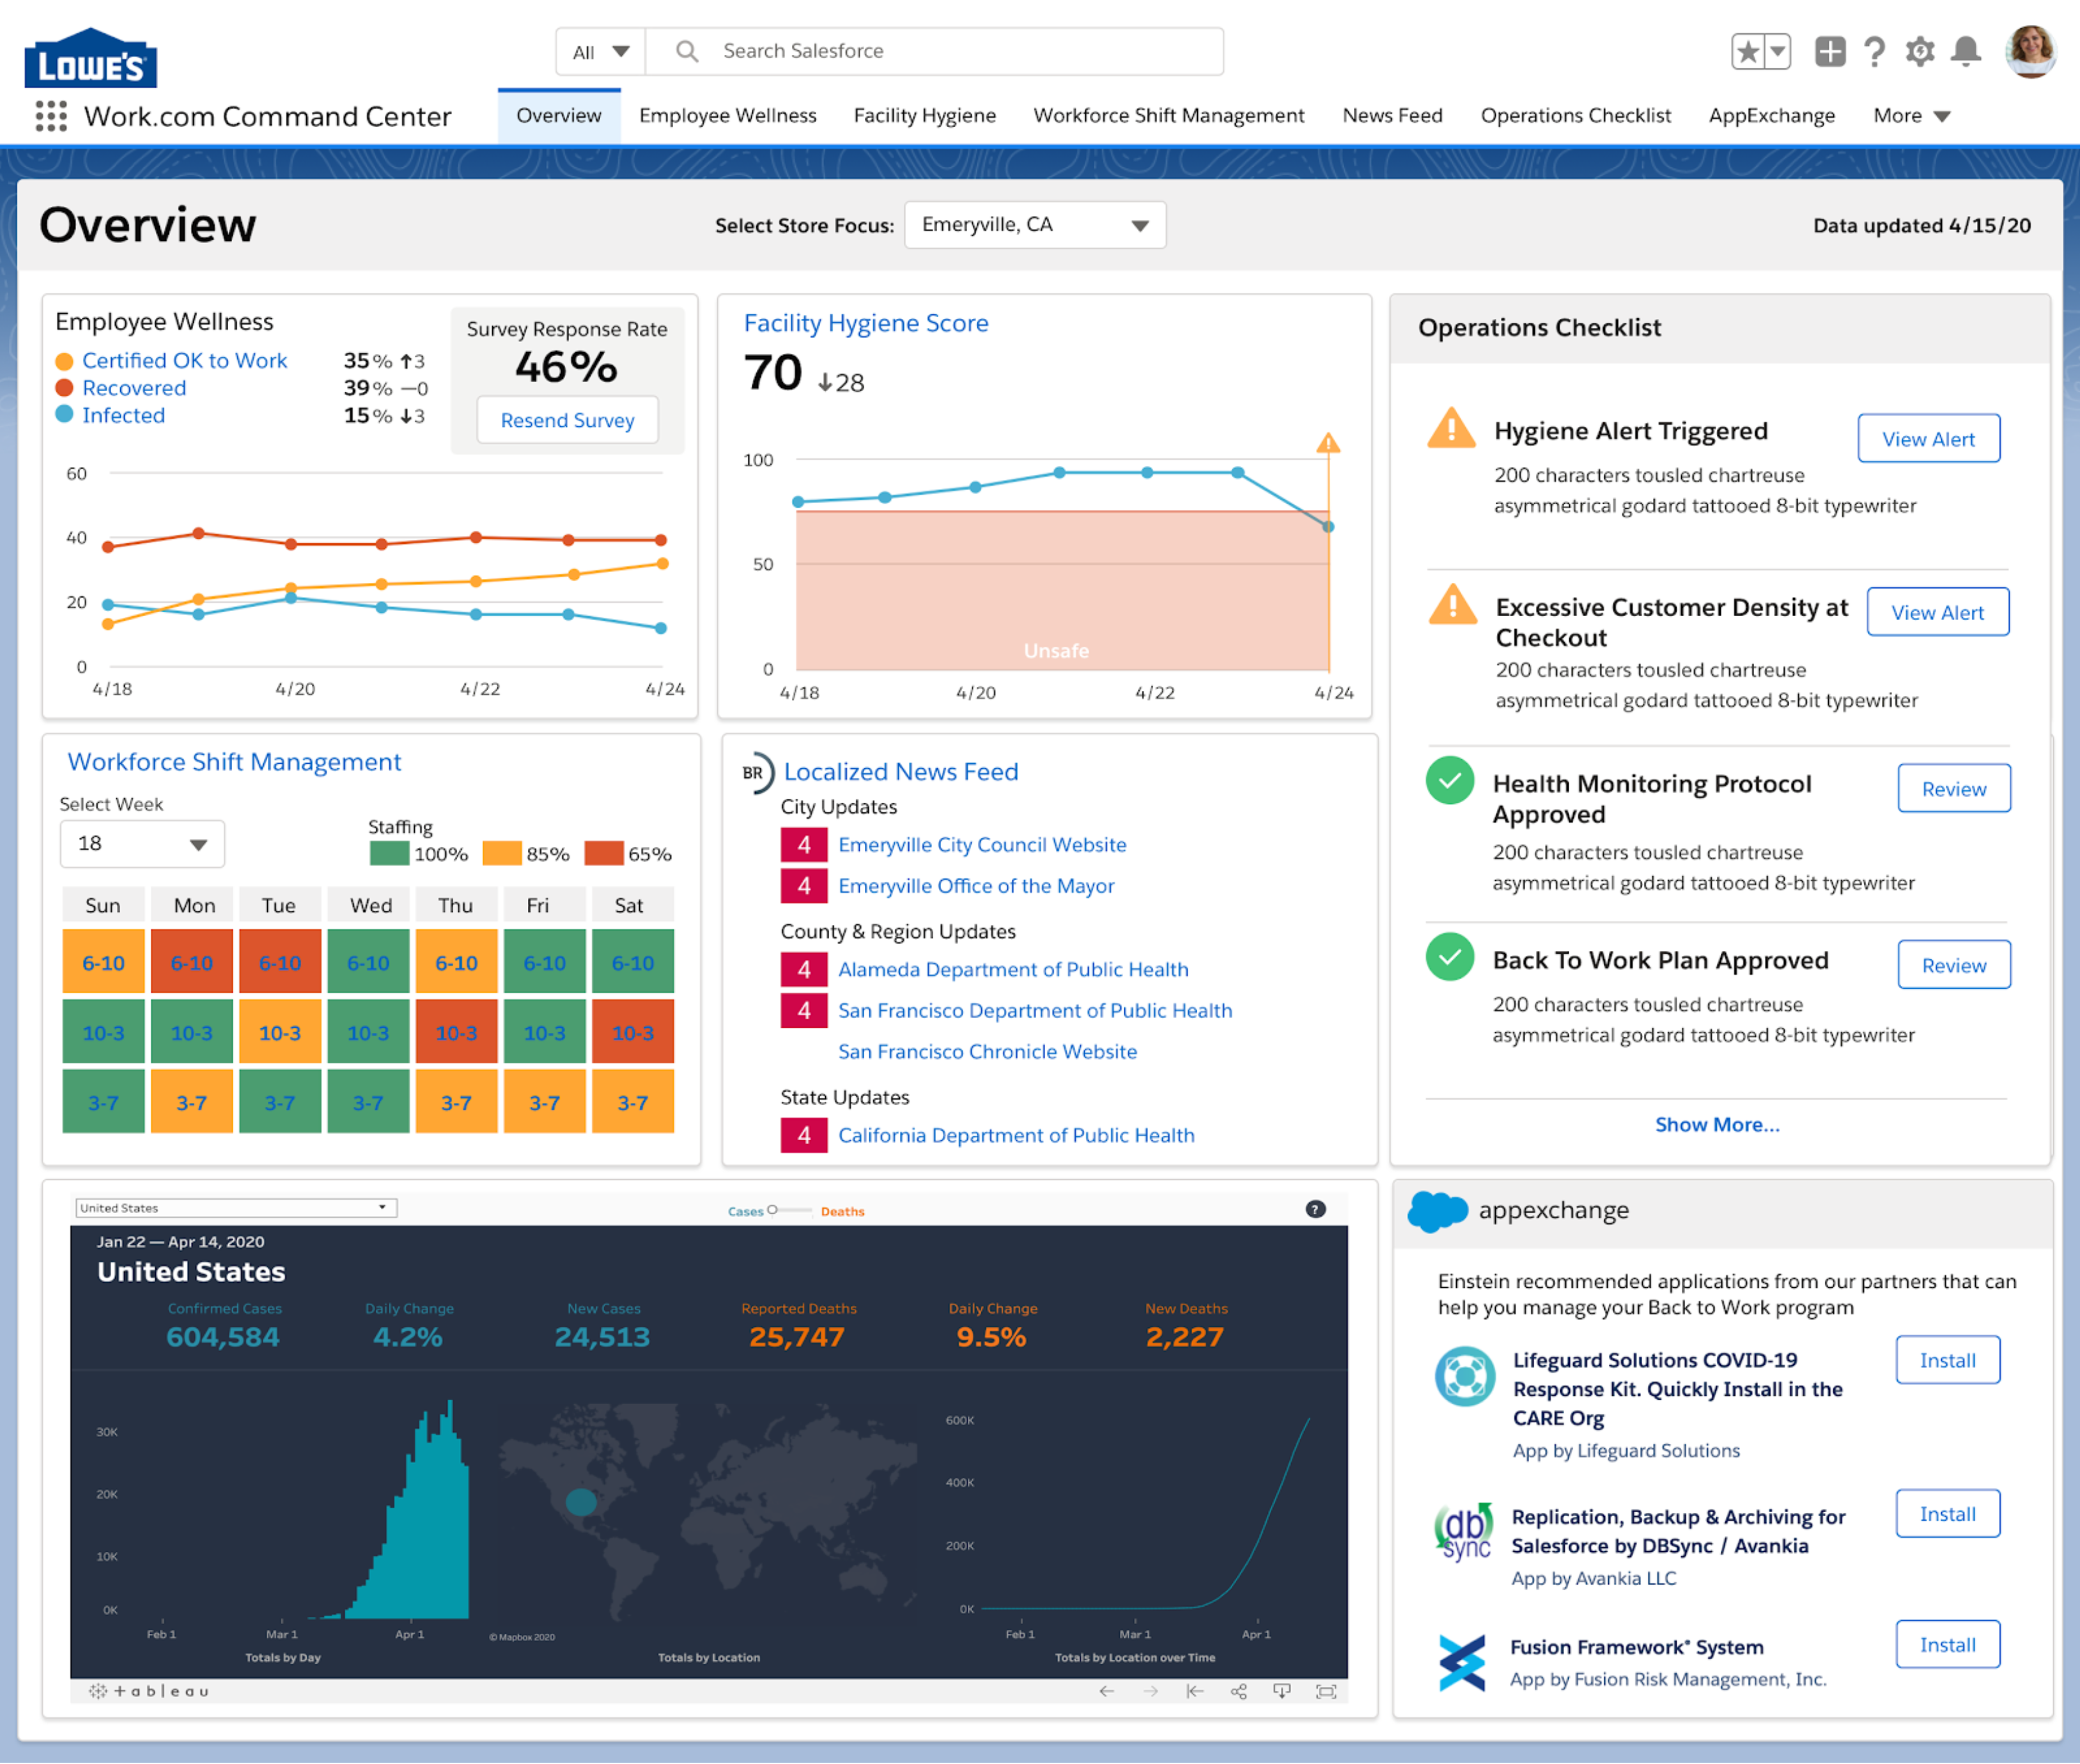 LOWE'S
All
Search Salesforce
Work.com Command Center
Overview
Employee Wellness
Facility Hygiene
Workforce Shift Management
News Feed
Operations Checklist
AppExchange
More
Overview
Select Store Focus:
Emeryville, CA
Data updated 4/15/20
Employee Wellness
Certified OK to Work 35% ↑3
Recovered 39% —0
Infected 15% ↓3
Survey Response Rate
46%
Resend Survey
60
40
20
0
4/18 4/20 4/22 4/24
Facility Hygiene Score
70 ↓28
100
50
0
Unsafe
4/18 4/20 4/22 4/24
Operations Checklist
Hygiene Alert Triggered
View Alert
200 characters tousled chartreuse
asymmetrical godard tattooed 8-bit typewriter
Excessive Customer Density at
Checkout
View Alert
200 characters tousled chartreuse
asymmetrical godard tattooed 8-bit typewriter
Health Monitoring Protocol
Approved
Review
200 characters tousled chartreuse
asymmetrical godard tattooed 8-bit typewriter
Back To Work Plan Approved
Review
200 characters tousled chartreuse
asymmetrical godard tattooed 8-bit typewriter
Show More...
Workforce Shift Management
Select Week
18
Staffing
100% 85% 65%
Sun Mon Tue Wed Thu Fri Sat
6-10 6-10 6-10 6-10 6-10 6-10 6-10
10-3 10-3 10-3 10-3 10-3 10-3 10-3
3-7 3-7 3-7 3-7 3-7 3-7 3-7
BR Localized News Feed
City Updates
4 Emeryville City Council Website
4 Emeryville Office of the Mayor
County & Region Updates
4 Alameda Department of Public Health
4 San Francisco Department of Public Health
San Francisco Chronicle Website
State Updates
4 California Department of Public Health
United States
Cases Deaths
?
Jan 22 — Apr 14, 2020
United States
Confirmed Cases Daily Change New Cases Reported Deaths Daily Change New Deaths
604,584 4.2% 24,513 25,747 9.5% 2,227
30K
20K
10K
0K
Feb 1 Mar 1 Apr 1
Totals by Day
© Mapbox 2020
Totals by Location
600K
400K
200K
0K
Feb 1 Mar 1 Apr 1
Totals by Location over Time
+ableau
appexchange
Einstein recommended applications from our partners that can
help you manage your Back to Work program
Lifeguard Solutions COVID-19
Response Kit. Quickly Install in the
CARE Org
App by Lifeguard Solutions
Install
db
sync
Replication, Backup & Archiving for
Salesforce by DBSync / Avankia
App by Avankia LLC
Install
Fusion Framework® System
App by Fusion Risk Management, Inc.
Install